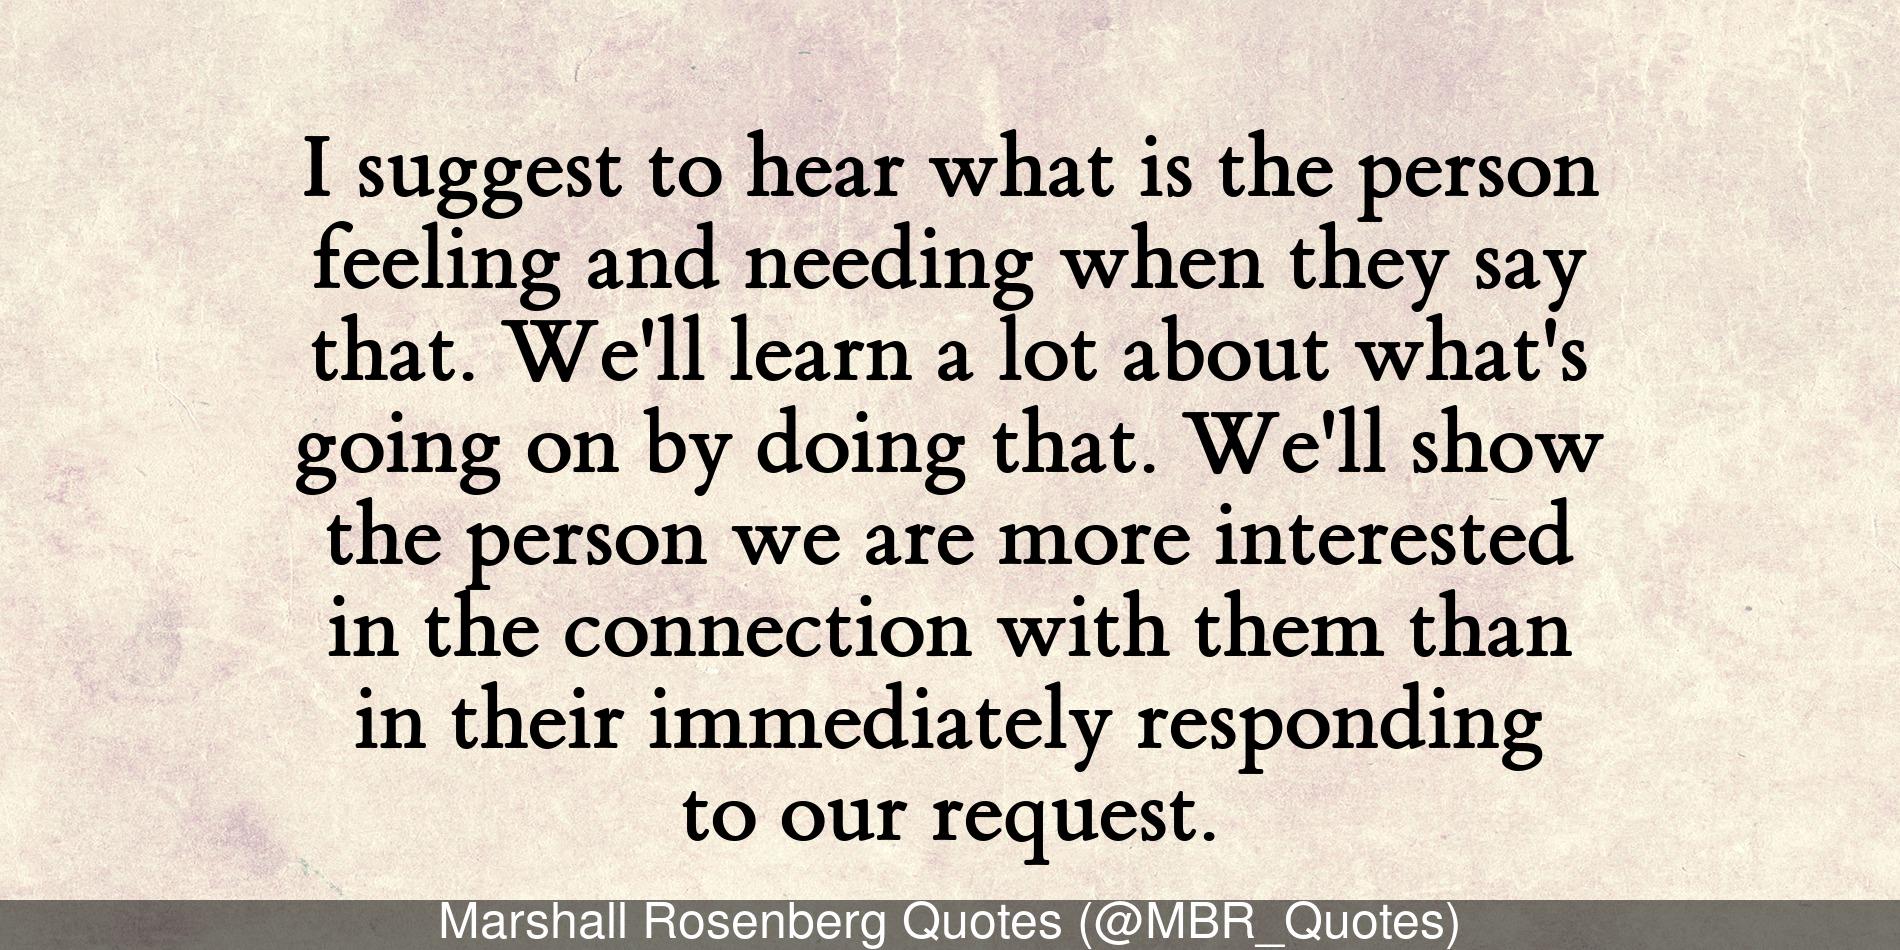 I suggest to hear what is the person
feeling and needing when they say
that. We'll learn a lot about what's
going on by doing that. We'll show
the person we are more interested
in the connection with them than
in their immediately responding
to our request.
Marshall Rosenberg Quotes (@MBR_Quotes)